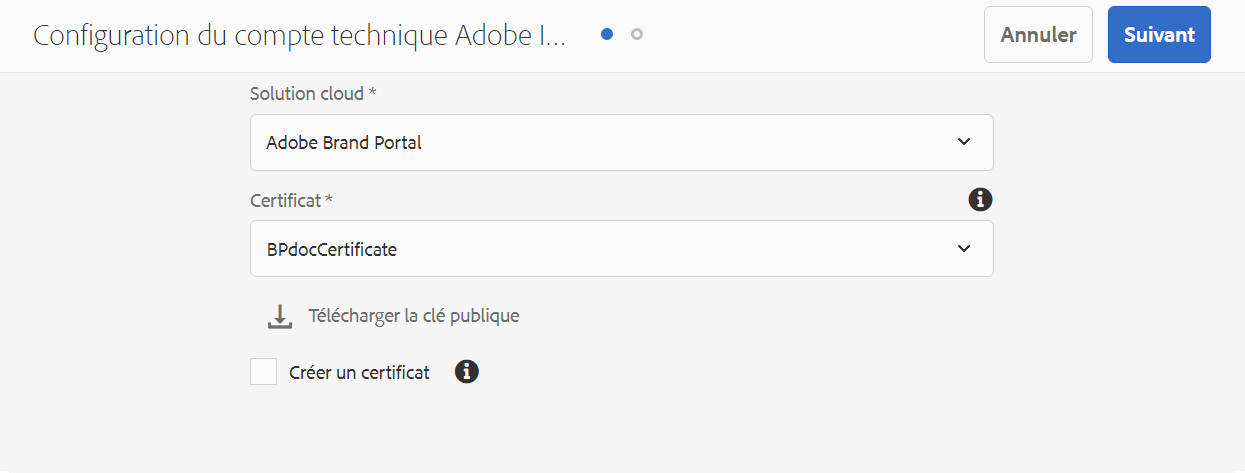 Configuration du compte technique Adobe I...
Annuler
Suivant
Solution cloud *
Adobe Brand Portal
Certificat *
BPdocCertificate
Télécharger la clé publique
Créer un certificat